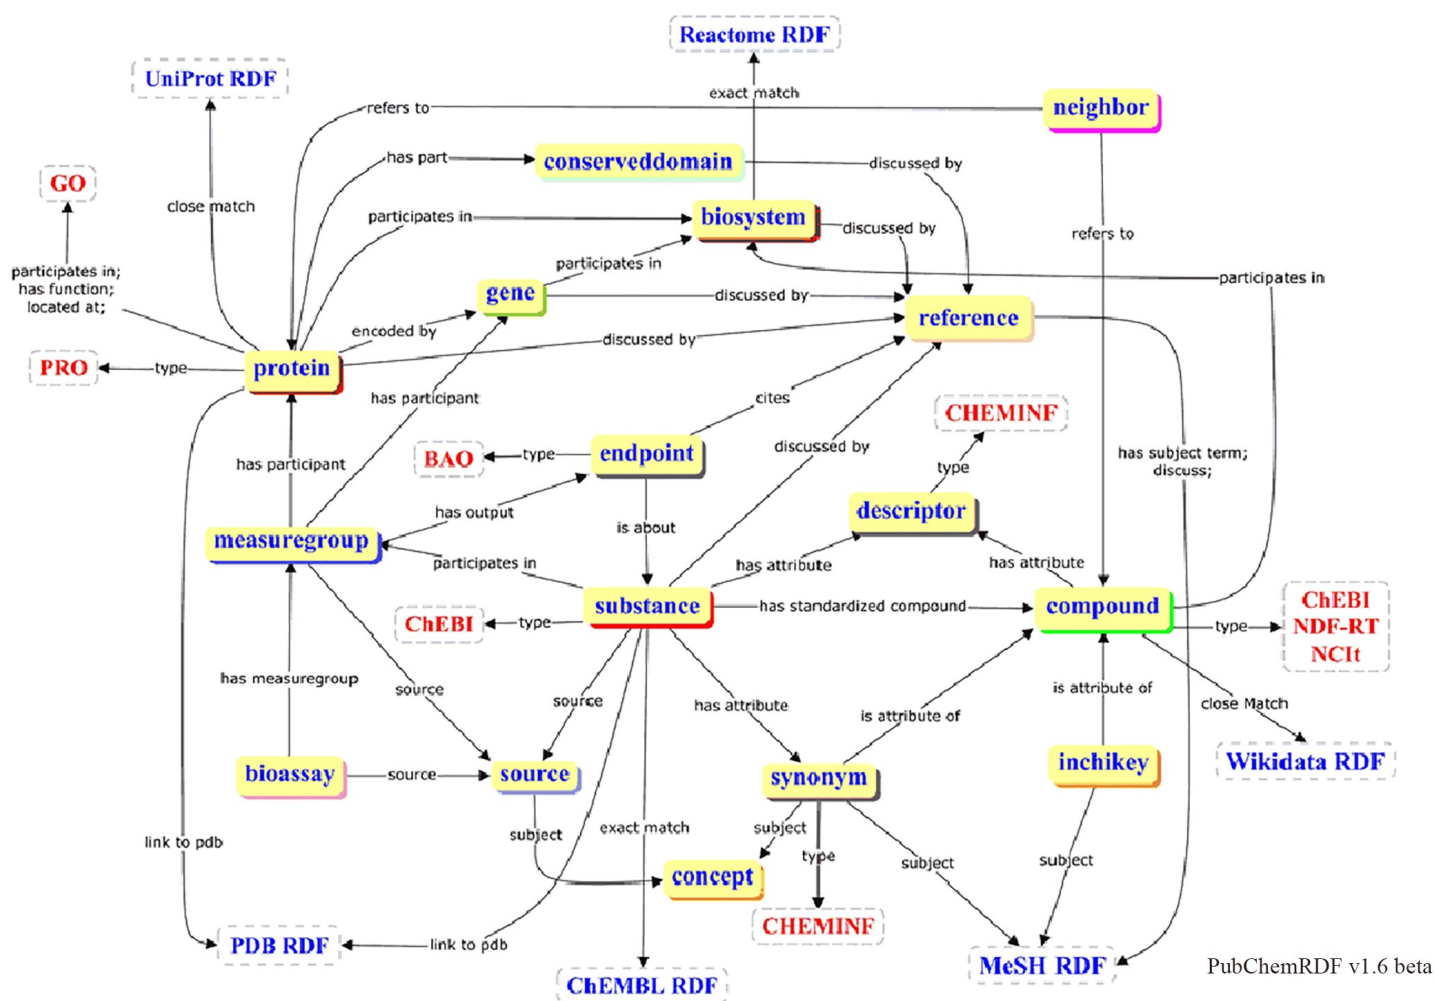 Reactome RDF
UniProt RDF
exact match
refers to
neighbor
has part
conserveddomain
discussed by
GO
close match
participates in
biosystem
discussed by
refers to
participates in;
has function;
located at;
participates in
participates in
gene
discussed by
reference
encoded by
discussed by
PRO
type
protein
has participant
cites
CHEMINF
discussed by
has subject term;
discuss;
BAO
type
endpoint
has participant
type
has output
is about
descriptor
measuregroup
participates in
has attribute
has attribute
substance
has standardized compound
compound
ChEBI
NDF-RT
NCIt
type
ChEBI
type
has measuregroup
source
source
has attribute
is attribute of
is attribute of
close Match
bioassay
source
source
synonym
inchikey
Wikidata RDF
link to pdb
subject
exact match
subject
type
subject
subject
concept
CHEMINF
PDB RDF
link to pdb
MeSH RDF
PubChemRDF v1.6 beta
ChEMBL RDF